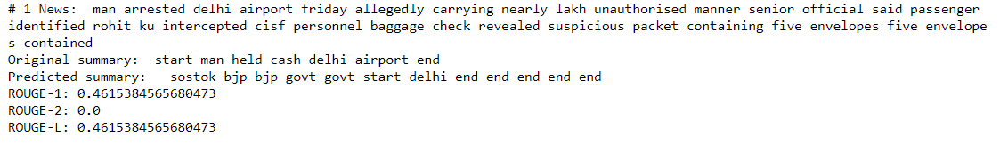 # 1 News:  man arrested delhi airport friday allegedly carrying nearly lakh unauthorised manner senior official said passenger
identified rohit ku intercepted cisf personnel baggage check revealed suspicious packet containing five envelopes five envelope
s contained
Original summary:  start man held cash delhi airport end
Predicted summary:   sostok bjp bjp govt govt start delhi end end end end end
ROUGE-1: 0.4615384565680473
ROUGE-2: 0.0
ROUGE-L: 0.4615384565680473